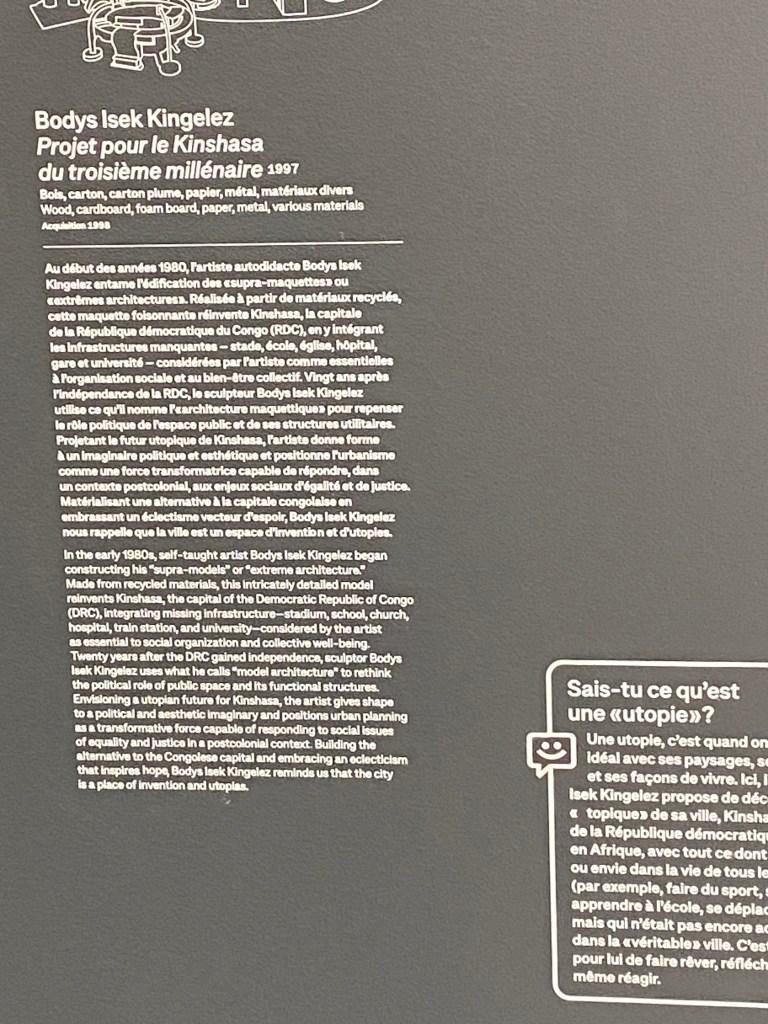 Bodys Isek Kingelez
Projet pour le Kinshasa
du troisième millénaire 1997
Bois, carton, carton plume, papier, métal, matériaux divers
Wood, cardboard, foam board, paper, metal, various materials
Acquisition 1998
Au début des années 1980, l'artiste autodidacte Bodys Isek
Kingelez entame l'édification des «supra-maquettes» ou
«extrêmes architectures». Réalisée à partir de matériaux recyclés,
cette maquette foisonnante réinvente Kinshasa, la capitale
de la République démocratique du Congo (RDC), en y intégrant
les infrastructures manquantes – stade, école, église, hôpital,
gare et université – considérées par l'artiste comme essentielles
à l'organisation sociale et au bien-être collectif. Vingt ans après
l'indépendance de la RDC, le sculpteur Bodys Isek Kingelez
utilise ce qu'il nomme l'«architecture maquettique» pour repenser
le rôle politique de l'espace public et de ses structures utilitaires.
Projetant le futur utopique de Kinshasa, l'artiste donne forme
à un imaginaire politique et esthétique et positionne l'urbanisme
comme une force transformatrice capable de répondre, dans
un contexte postcolonial, aux enjeux sociaux d'égalité et de justice.
Matérialisant une alternative à la capitale congolaise en
embrassant un éclectisme vecteur d'espoir, Bodys Isek Kingelez
nous rappelle que la ville est un espace d'invention et d'utopies.
In the early 1980s, self-taught artist Bodys Isek Kingelez began
constructing his "supra-models" or "extreme architecture."
Made from recycled materials, this intricately detailed model
reinvents Kinshasa, the capital of the Democratic Republic of Congo
(DRC), integrating missing infrastructure—stadium, school, church,
hospital, train station, and university—considered by the artist
as essential to social organization and collective well-being.
Twenty years after the DRC gained independence, sculptor Bodys
Isek Kingelez uses what he calls "model architecture" to rethink
the political role of public space and its functional structures.
Envisioning a utopian future for Kinshasa, the artist gives shape
to a political and aesthetic imaginary and positions urban planning
as a transformative force capable of responding to social issues
of equality and justice in a postcolonial context. Building the
alternative to the Congolese capital and embracing an eclecticism
that inspires hope, Bodys Isek Kingelez reminds us that the city
is a place of invention and utopias.
Sais-tu ce qu'est
une «utopie»?
Une utopie, c'est quand on
idéal avec ses paysages, s
et ses façons de vivre. Ici, l
Isek Kingelez propose de déc
« topique» de sa ville, Kinsha
de la République démocratiq
en Afrique, avec tout ce dont
ou envie dans la vie de tous le
(par exemple, faire du sport, s
apprendre à l'école, se déplac
mais qui n'était pas encore ac
dans la «véritable» ville. C'est
pour lui de faire rêver, réfléch
même réagir.